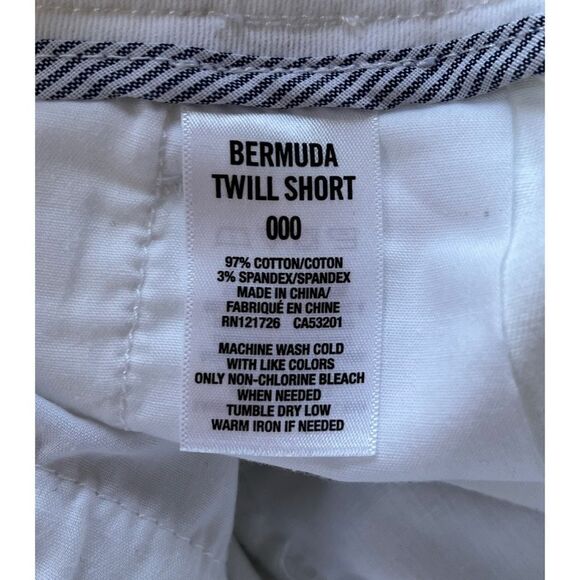 BERMUDA
TWILL SHORT
000
97% COTTON/COTON
3% SPANDEX/SPANDEX
MADE IN CHINA/
FABRIQUÉ EN CHINE
RN121726 CA53201
MACHINE WASH COLD
WITH LIKE COLORS
ONLY NON-CHLORINE BLEACH
WHEN NEEDED
TUMBLE DRY LOW
WARM IRON IF NEEDED